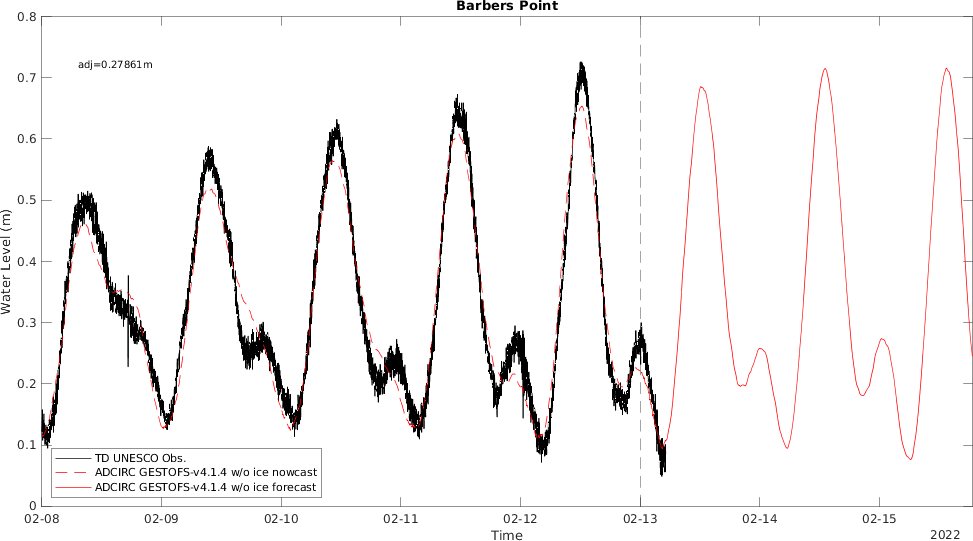 Barbers Point
0.8
adj=0.27861m
0.7
0.6
0.5
0.4
0.3
0.2
0.1
0
Water Level (m)
TD UNESCO Obs.
ADCIRC GESTOFS-v4.1.4 w/o ice nowcast
ADCIRC GESTOFS-v4.1.4 w/o ice forecast
02-08 02-09 02-10 02-11 02-12 02-13 02-14 02-15
Time
2022